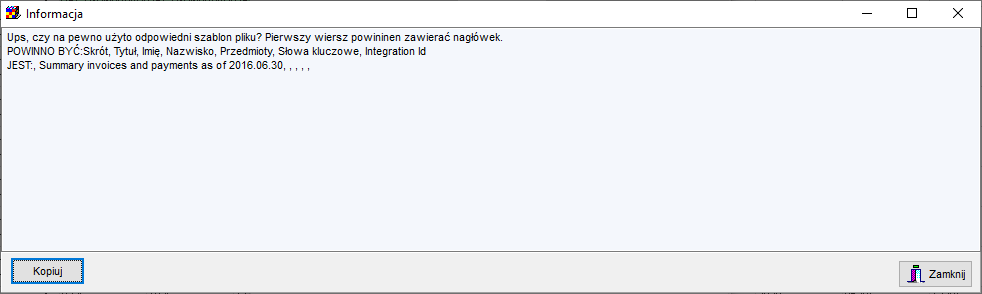 Informacja
Ups, czy na pewno użyto odpowiedni szablon pliku? Pierwszy wiersz powininen zawierać nagłówek.
POWINNO BYĆ:Skrót, Tytuł, Imię, Nazwisko, Przedmioty, Słowa kluczowe, Integration Id
JEST:, Summary invoices and payments as of 2016.06.30, , , , ,
Kopiuj
Zamknij